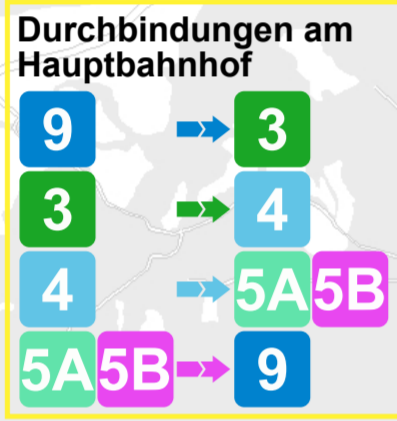 Durchbindungen am
Hauptbahnhof
9 3
3 4
4 5A 5B
5A 5B 9